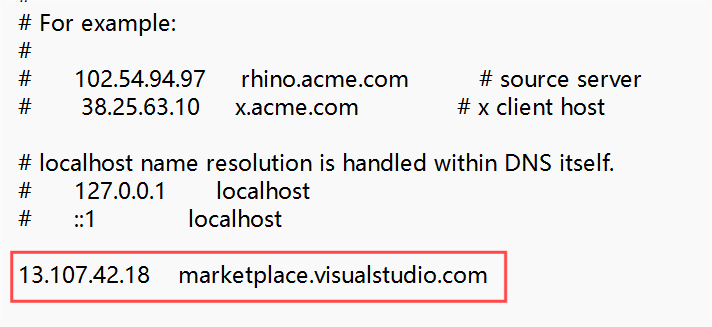 #
# For example:
#
# 102.54.94.97 rhino.acme.com # source server
# 38.25.63.10 x.acme.com # x client host
# localhost name resolution is handled within DNS itself.
# 127.0.0.1 localhost
# ::1 localhost
13.107.42.18 marketplace.visualstudio.com